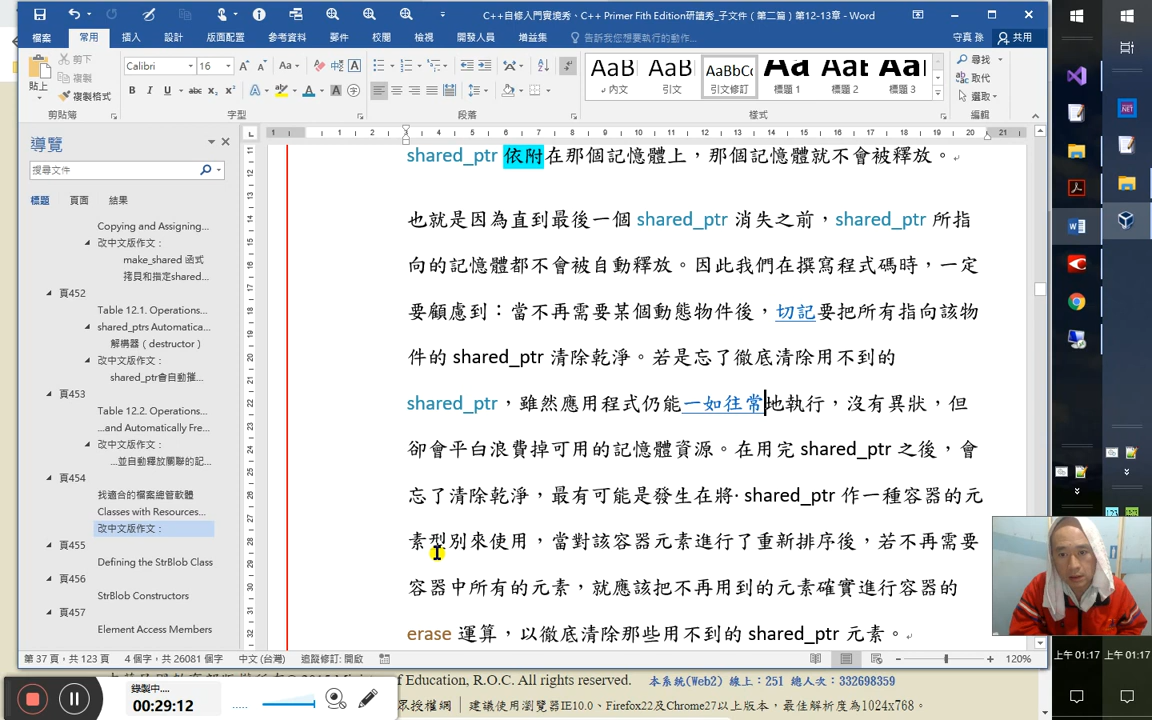 C++自修入門實境秀、C++ Primer Fith Edition研讀秀_子文件（第二篇）第12-13章 - Word
檔案 常用 插入 設計 版面配置 參考資料 郵件 校閱 檢視 開發人員 增益集 告訴我您想要執行的動作... 守真 孫 共用
貼上 剪下 複製 複製格式
Calibri 16
AaB AaB AaBbCc AaB AaB AaB
內文 引文 引文修訂 標題 1 標題 2 標題 3
尋找 取代 選取
剪貼簿 字型 段落 樣式 編輯
導覽
搜尋文件
標題 頁面 結果
Copying and Assigning...
改中文版作文：
make_shared 函式
拷貝和指定shared...
頁452
Table 12.1. Operations...
shared_ptrs Automatica...
解構器（destructor）
改中文版作文：
shared_ptr會自動摧...
頁453
Table 12.2. Operations...
...and Automatically Fre...
改中文版作文：
...並自動釋放關聯的記...
頁454
找適合的檔案總管軟體
Classes with Resources...
改中文版作文：
頁455
Defining the StrBlob Class
頁456
StrBlob Constructors
頁457
Element Access Members
shared_ptr 依附在那個記憶體上，那個記憶體就不會被釋放。
也就是因為直到最後一個 shared_ptr 消失之前，shared_ptr 所指
向的記憶體都不會被自動釋放。因此我們在撰寫程式碼時，一定
要顧慮到：當不再需要某個動態物件後，切記要把所有指向該物
件的 shared_ptr 清除乾淨。若是忘了徹底清除用不到的
shared_ptr，雖然應用程式仍能一如往常地執行，沒有異狀，但
卻會平白浪費掉可用的記憶體資源。在用完 shared_ptr 之後，會
忘了清除乾淨，最有可能是發生在將 shared_ptr 作一種容器的元
素型別來使用，當對該容器元素進行了重新排序後，若不再需要
容器中所有的元素，就應該把不再用到的元素確實進行容器的
erase 運算，以徹底清除那些用不到的 shared_ptr 元素。
第 37 頁，共 123 頁 4 個字，共 26081 個字 中文 (台灣) 追蹤修訂: 開啟 120%
上午 01:17 上午 01:17
of Education, R.O.C. All rights reserved. 本系統(Web2) 線上：251 總人次：332698359
錄製中....
00:29:12
眾授權網 建議使用瀏覽器IE10.0、Firefox22及Chrome27以上版本，最佳解析度為1024x768。